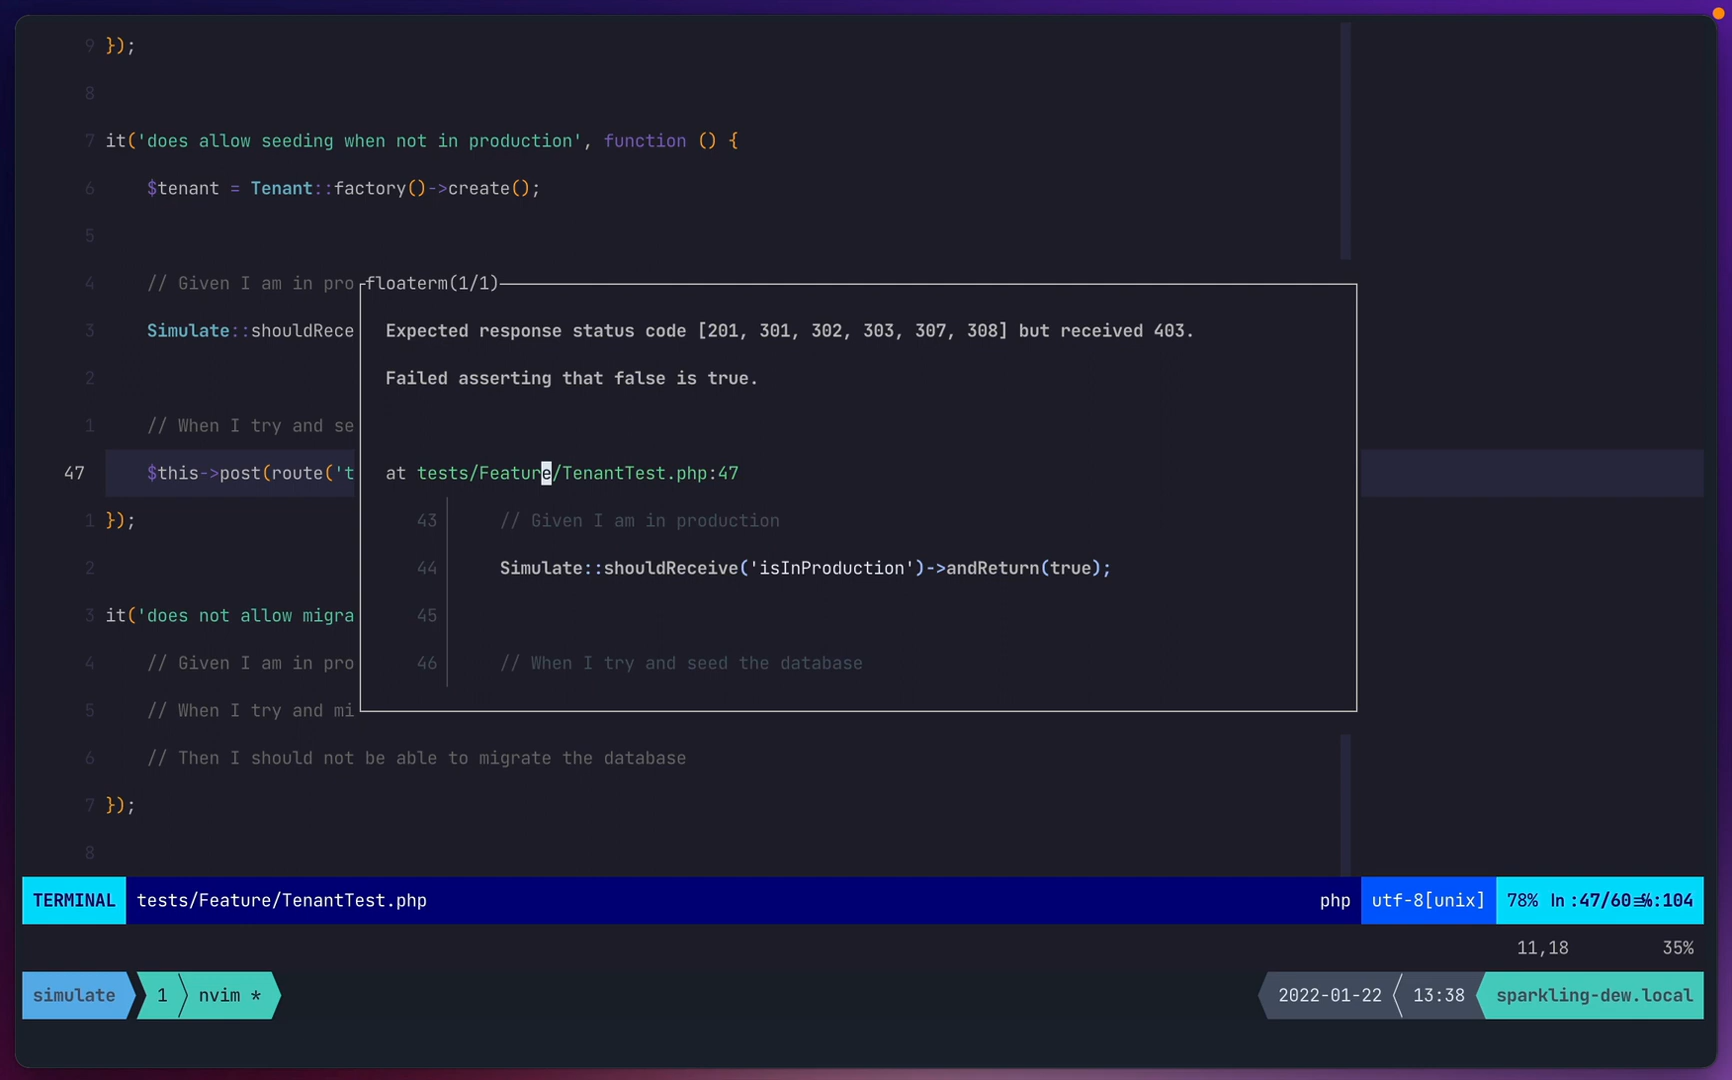 9 });
8
7 it('does allow seeding when not in production', function () {
6 $tenant = Tenant::factory()->create();
5
4 // Given I am in pro
3 Simulate::shouldRece
2
1 // When I try and se
47 $this->post(route('t
1 });
2
3 it('does not allow migra
4 // Given I am in pro
5 // When I try and mi
6 // Then I should not be able to migrate the database
7 });
8
floaterm(1/1)
Expected response status code [201, 301, 302, 303, 307, 308] but received 403.
Failed asserting that false is true.
at tests/Feature/TenantTest.php:47
43 // Given I am in production
44 Simulate::shouldReceive('isInProduction')->andReturn(true);
45
46 // When I try and seed the database
TERMINAL tests/Feature/TenantTest.php php utf-8[unix] 78% ln :47/60≡%:104
11,18 35%
simulate 1 nvim * 2022-01-22 13:38 sparkling-dew.local